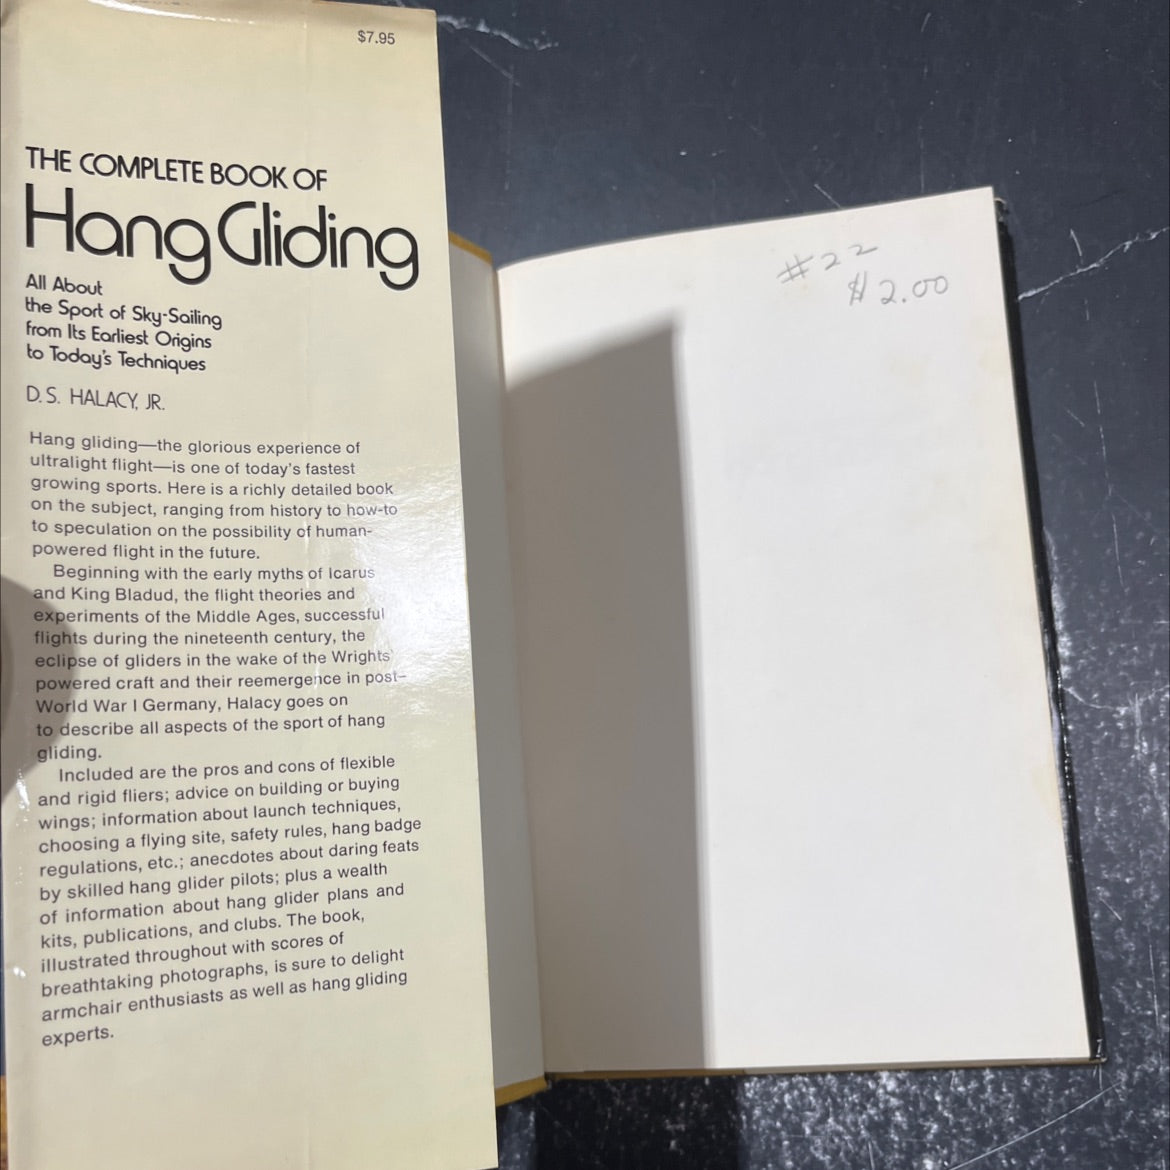 $7.95
THE COMPLETE BOOK OF
Hang Gliding
All About
the Sport of Sky-Sailing
from Its Earliest Origins
to Today's Techniques
D.S. HALACY, JR.
Hang gliding—the glorious experience of
ultralight flight—is one of today's fastest
growing sports. Here is a richly detailed book
on the subject, ranging from history to how-to
to speculation on the possibility of human-
powered flight in the future.
Beginning with the early myths of Icarus
and King Bladud, the flight theories and
experiments of the Middle Ages, successful
flights during the nineteenth century, the
eclipse of gliders in the wake of the Wrights'
powered craft and their reemergence in post–
World War I Germany, Halacy goes on
to describe all aspects of the sport of hang
gliding.
Included are the pros and cons of flexible
and rigid fliers; advice on building or buying
wings; information about launch techniques,
choosing a flying site, safety rules, hang badge
regulations, etc.; anecdotes about daring feats
by skilled hang glider pilots; plus a wealth
of information about hang glider plans and
kits, publications, and clubs. The book,
illustrated throughout with scores of
breathtaking photographs, is sure to delight
armchair enthusiasts as well as hang gliding
experts.
#22
$2.00